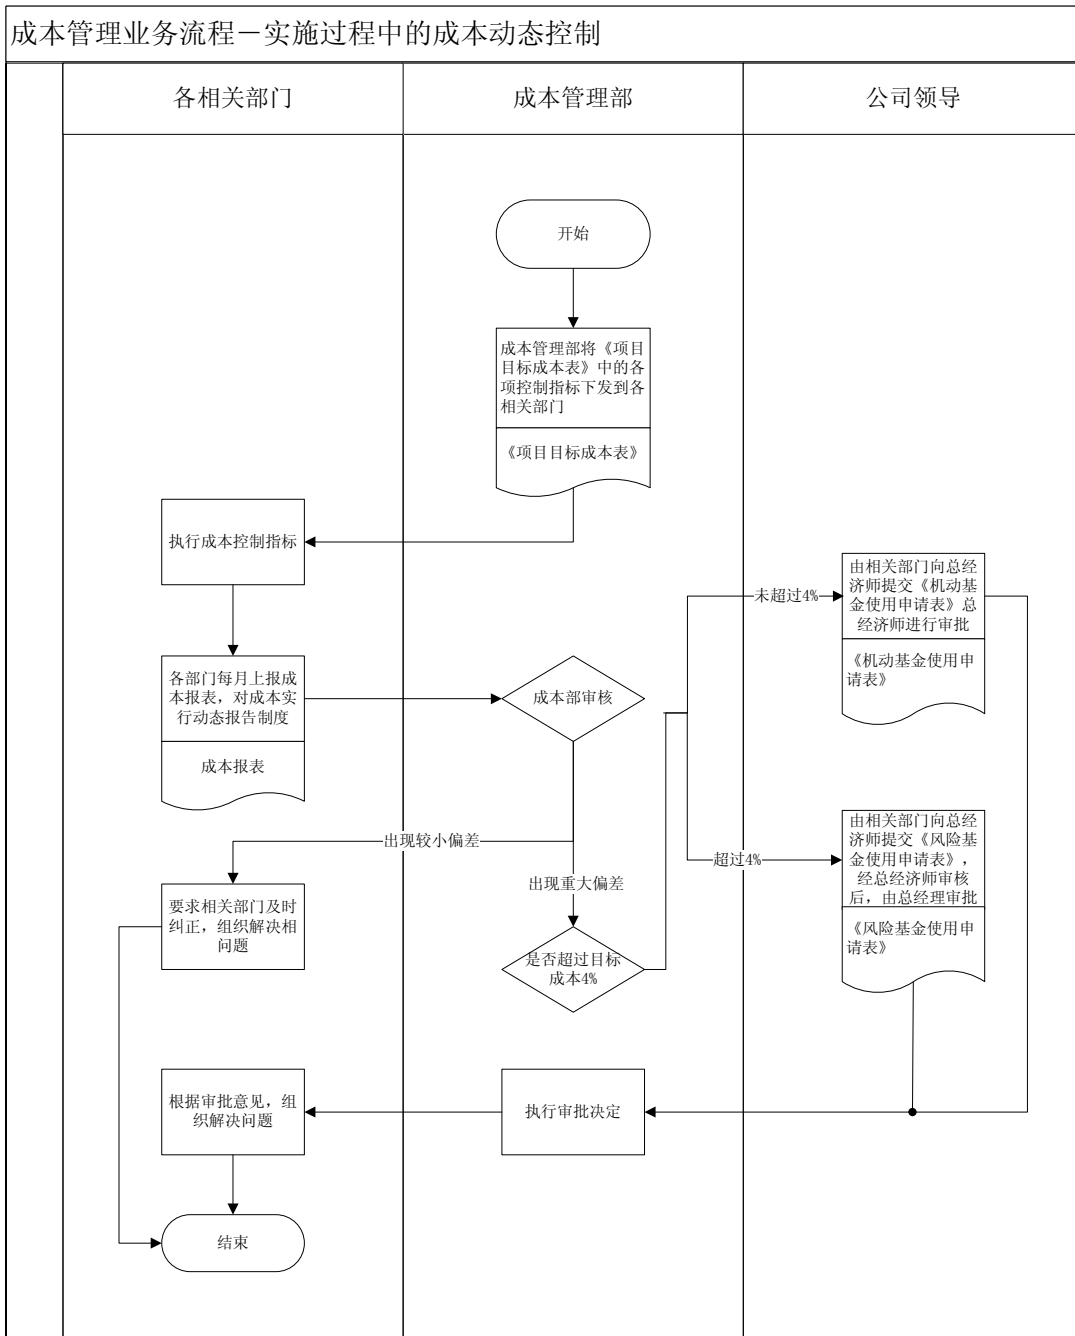 成本管理业务流程－实施过程中的成本动态控制
各相关部门
成本管理部
公司领导
开始
成本管理部将《项目
目标成本表》中的各
项控制指标下发到各
相关部门
《项目目标成本表》
执行成本控制指标
由相关部门向总经
济师提交《机动基
金使用申请表》总
经济师进行审批
未超过4%
《机动基金使用申
请表》
各部门每月上报成
本报表，对成本实
行动态报告制度
成本报表
成本部审核
出现较小偏差
出现重大偏差
超过4%
由相关部门向总经
济师提交《风险基
金使用申请表》，
经总经济师审核
后，由总经理审批
《风险基金使用申
请表》
要求相关部门及时
纠正，组织解决相
问题
是否超过目标
成本4%
根据审批意见，组
织解决问题
执行审批决定
结束